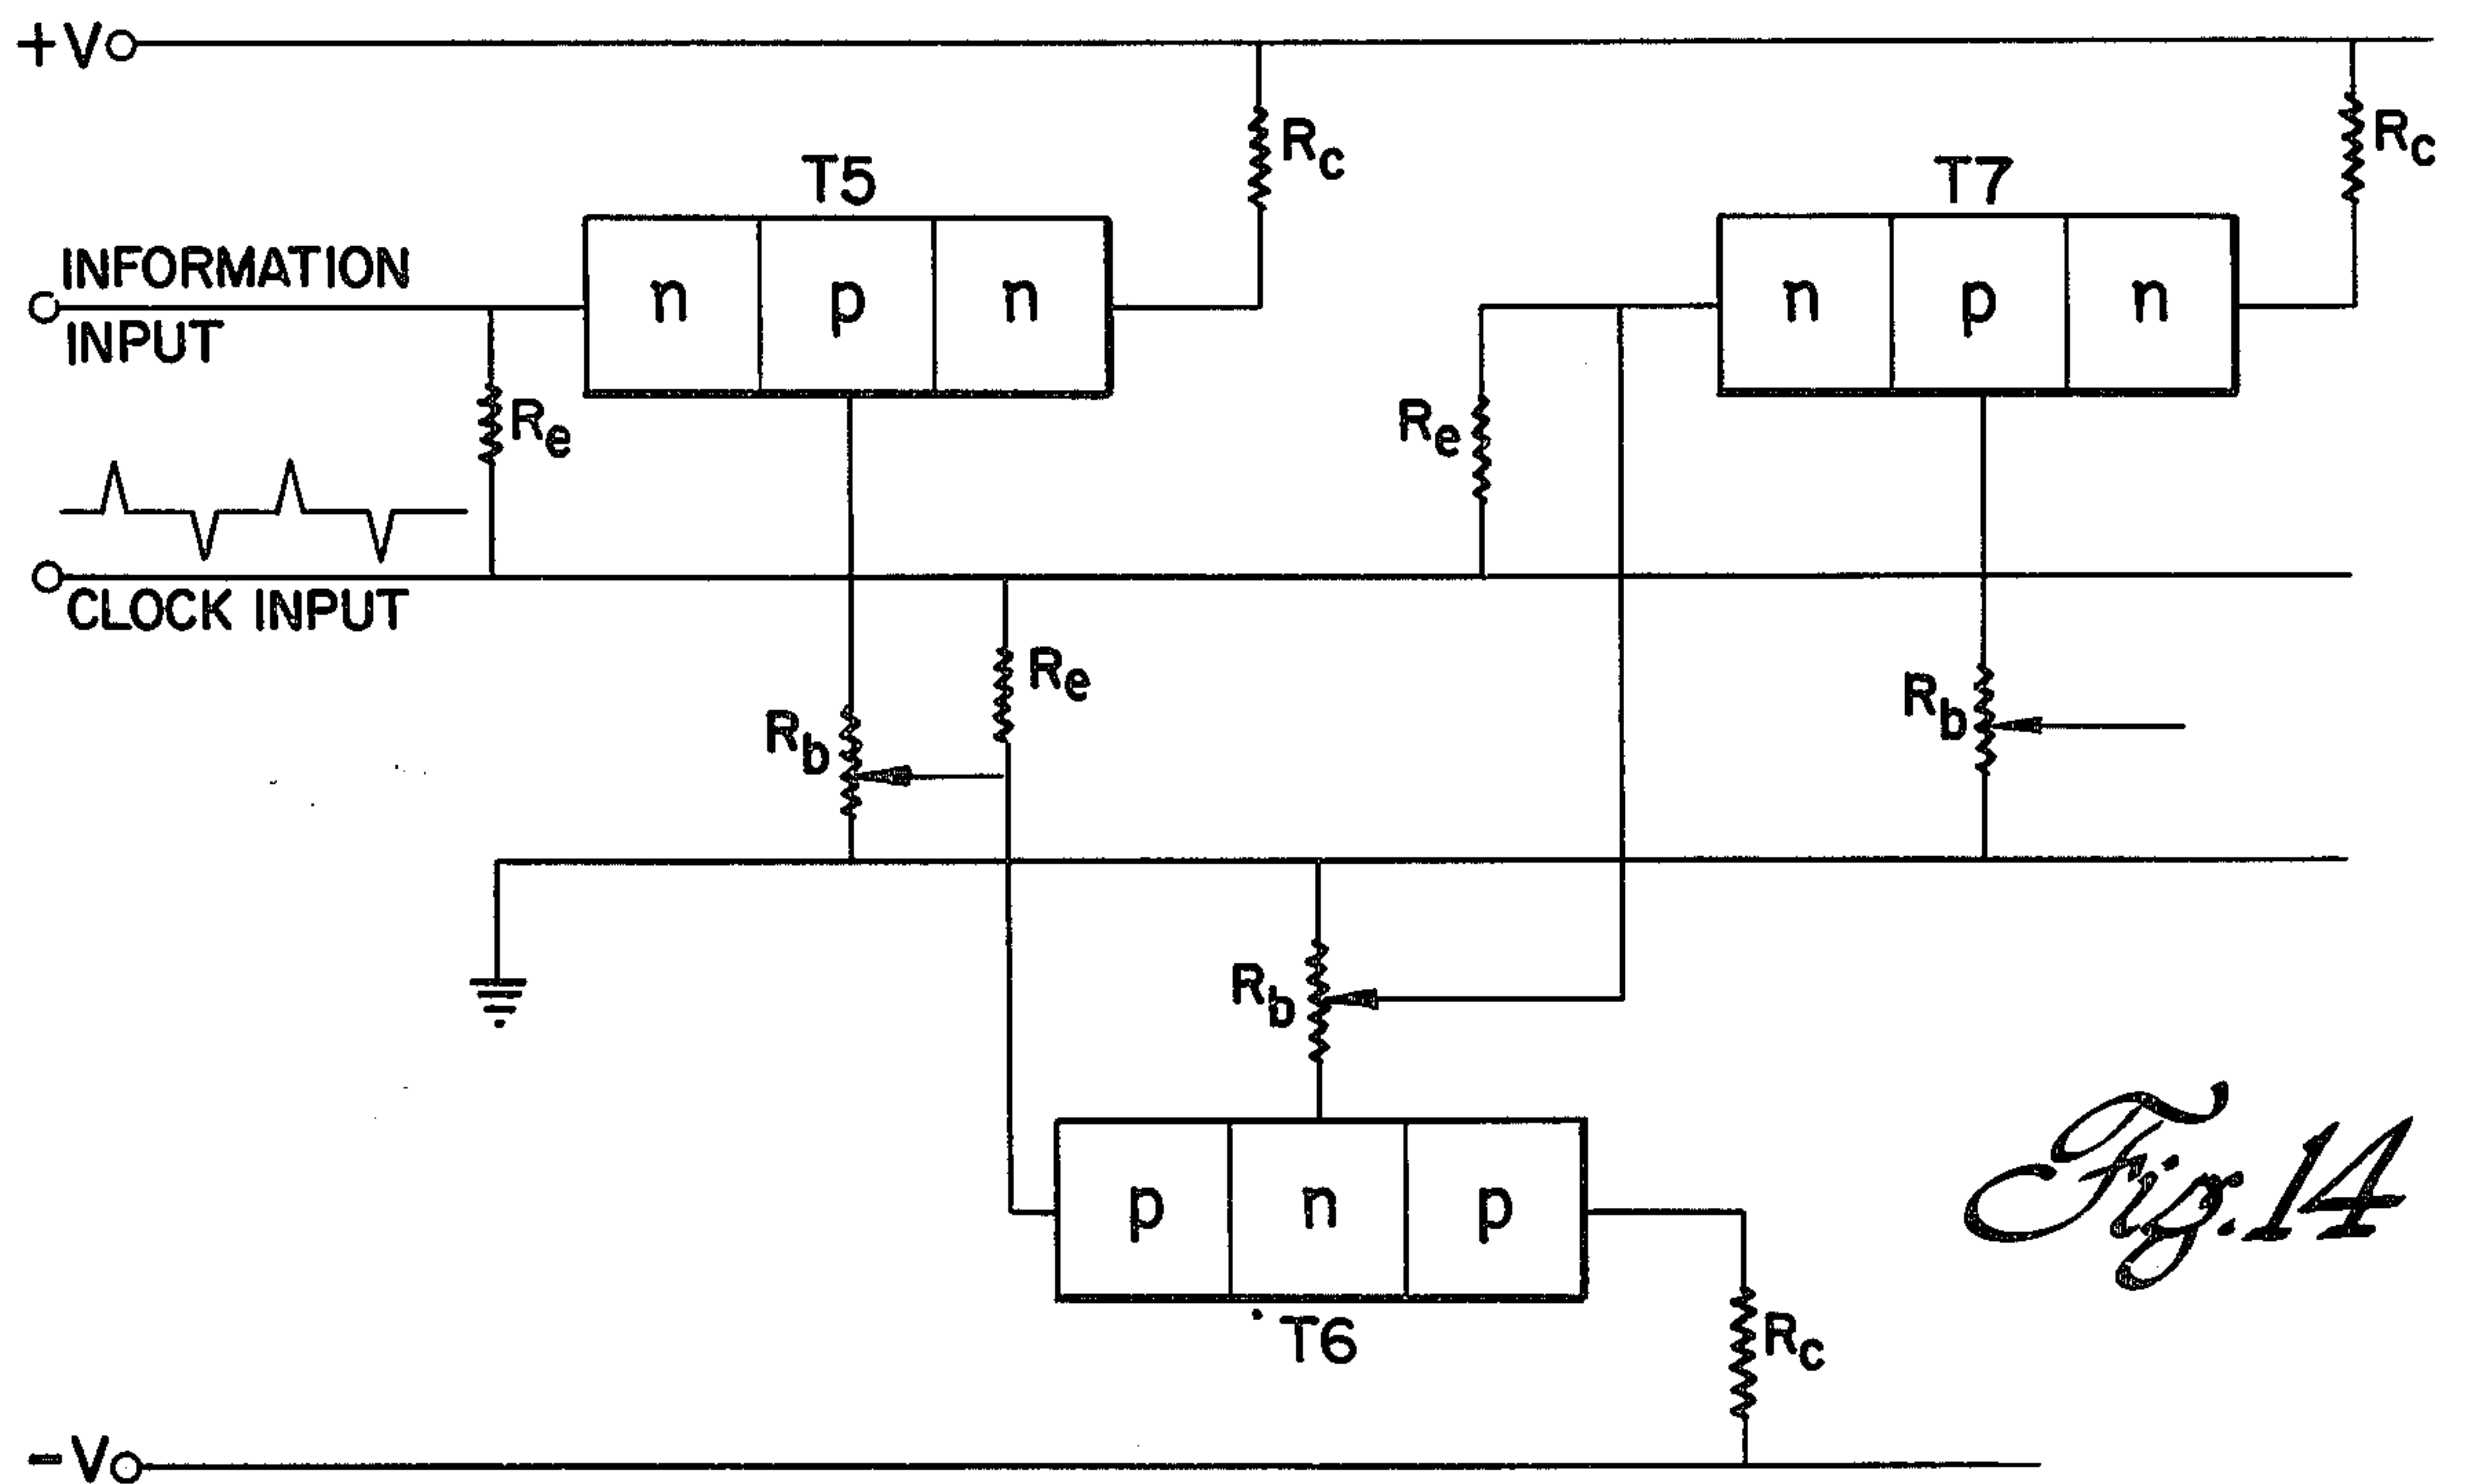 +V
Rc
Rc
T5
T7
INFORMATION
INPUT
n p n
n p n
Re
Re
CLOCK INPUT
Re
Rb
Rb
Rb
p n p
T6
Rc
Fig. 14
-V